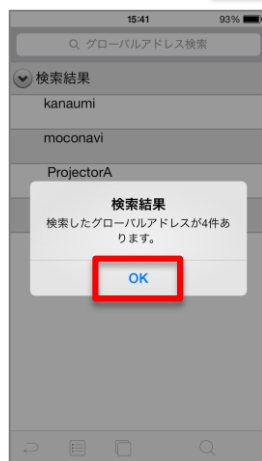 15:41 93%
グローバルアドレス検索
検索結果
kanaumi
moconavi
ProjectorA
検索結果
検索したグローバルアドレスが4件あ
ります。
OK